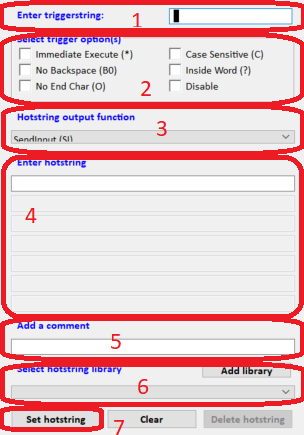 Enter triggerstring: 1
Select trigger option(s)
Immediate Execute (*) Case Sensitive (C)
No Backspace (B0) Inside Word (?)
No End Char (O) Disable
2
Hotstring output function
3
SendInput (SI)
Enter hotstring
4
Add a comment
5
Select hotstring library Add library
6
Set hotstring Clear Delete hotstring
7